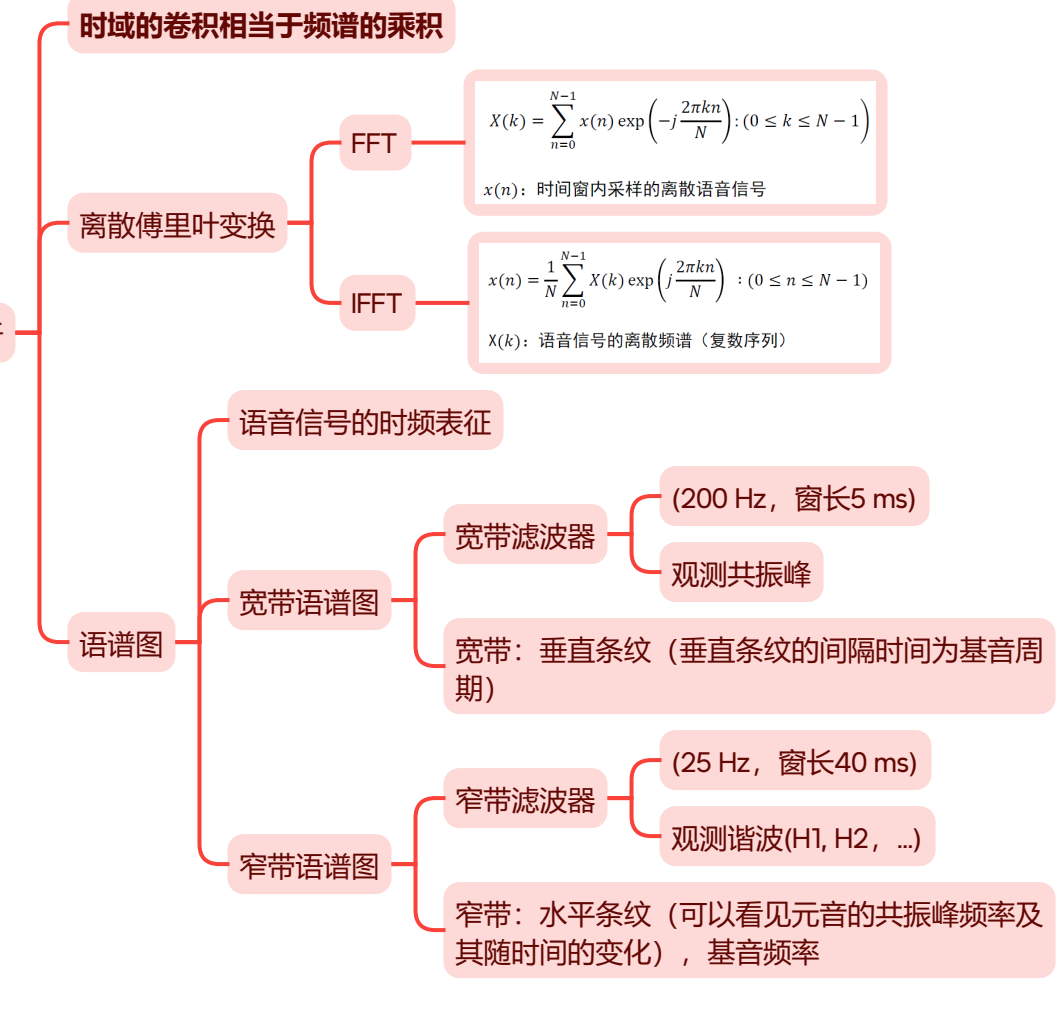 时域的卷积相当于频谱的乘积
离散傅里叶变换
FFT
X(k) = \sum_{n=0}^{N-1} x(n) exp(-j \frac{2πkn}{N}):(0 ≤ k ≤ N − 1)
x(n)：时间窗内采样的离散语音信号
IFFT
x(n) = \frac{1}{N} \sum_{n=0}^{N-1} X(k) exp(j \frac{2πkn}{N}) :(0 ≤ n ≤ N − 1)
X(k)：语音信号的离散频谱（复数序列）
语谱图
语音信号的时频表征
宽带语谱图
宽带滤波器
(200 Hz，窗长5 ms)
观测共振峰
宽带：垂直条纹（垂直条纹的间隔时间为基音周
期）
窄带语谱图
窄带滤波器
(25 Hz，窗长40 ms)
观测谐波(H1, H2，...)
窄带：水平条纹（可以看见元音的共振峰频率及
其随时间的变化），基音频率